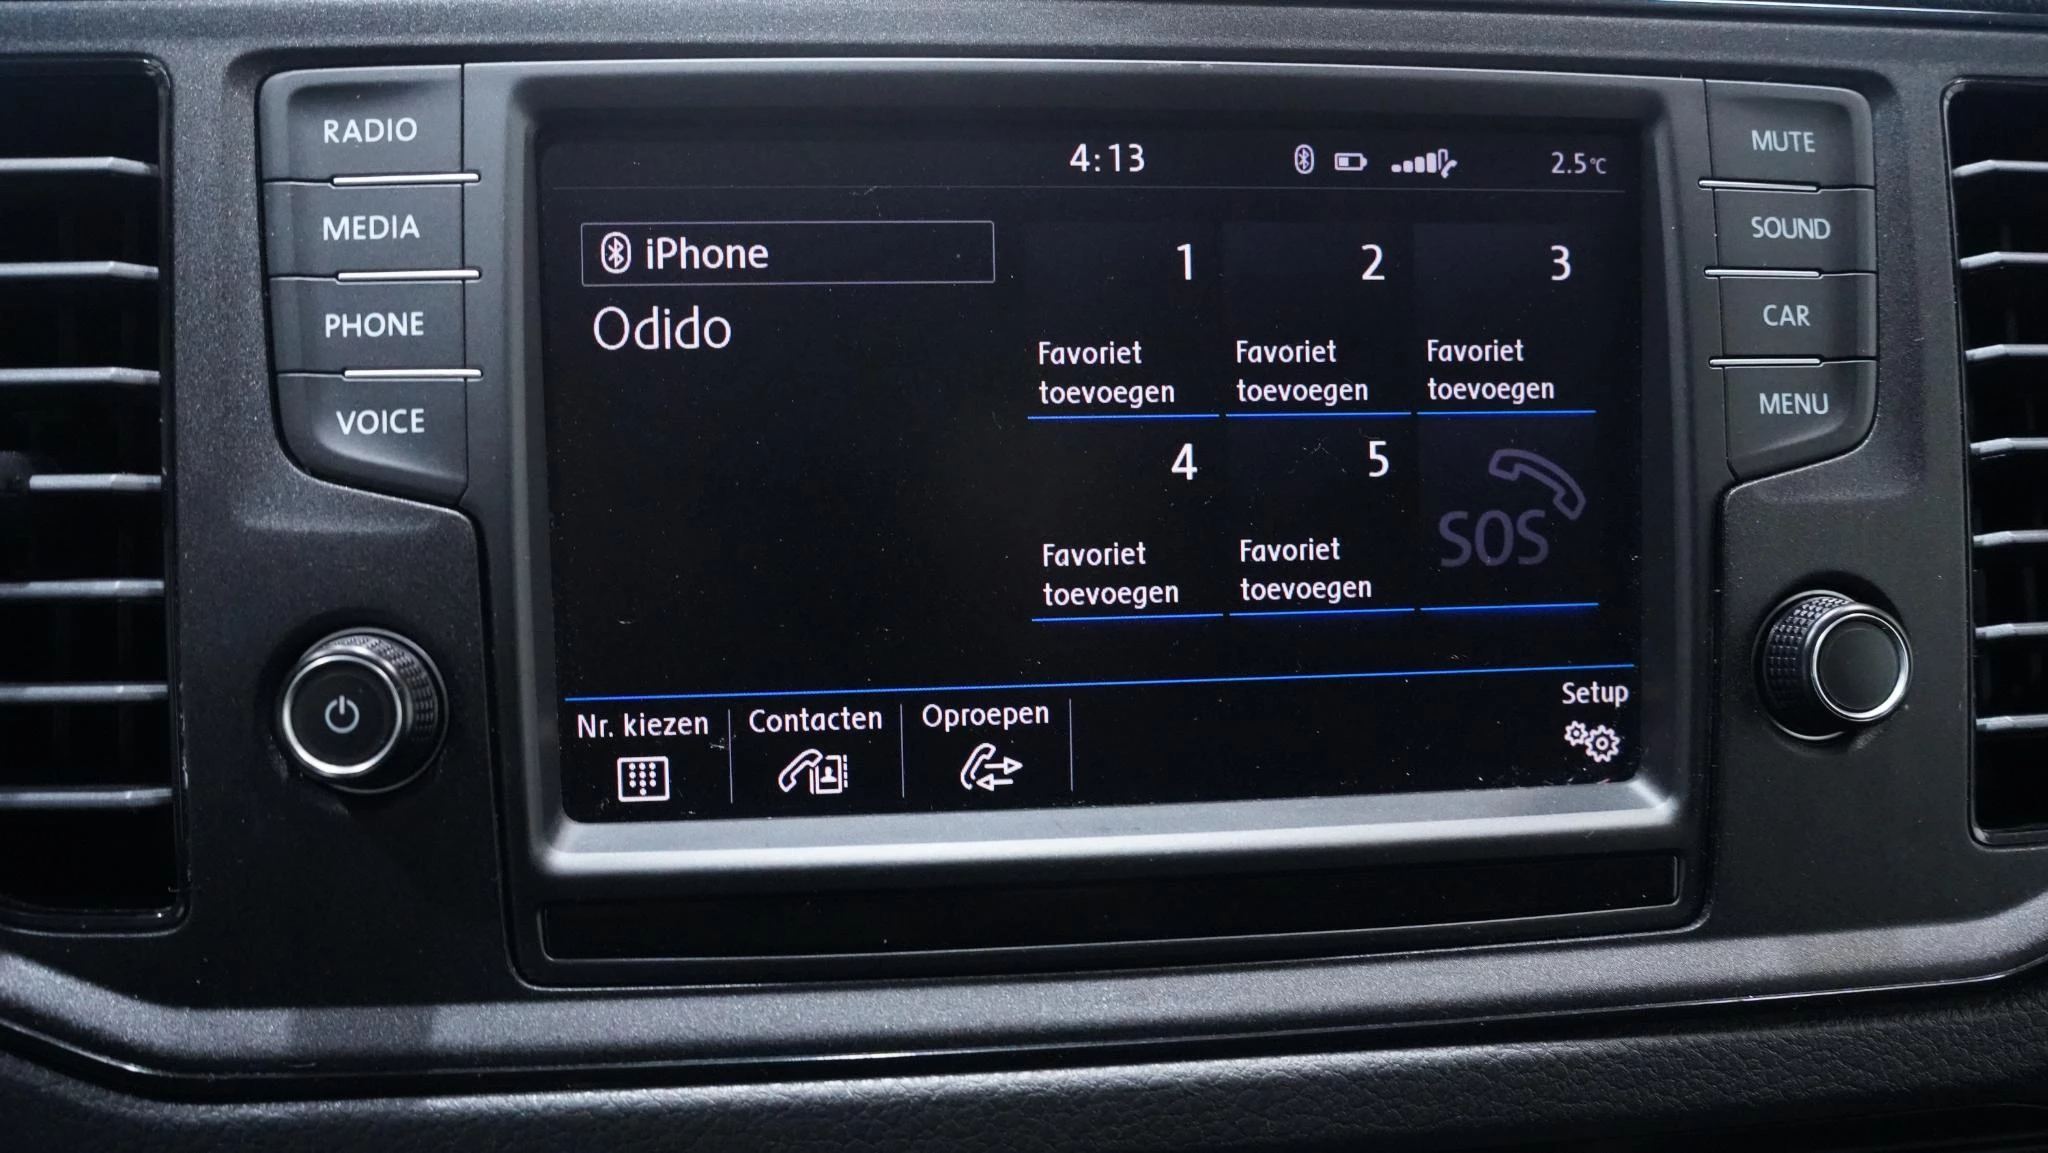 RADIO
MEDIA
PHONE
VOICE
4:13
2.5°C
iPhone
Odido
1
Favoriet
toevoegen
2
Favoriet
toevoegen
3
Favoriet
toevoegen
4
Favoriet
toevoegen
5
Favoriet
toevoegen
SOS
Nr. kiezen
Contacten
Oproepen
Setup
MUTE
SOUND
CAR
MENU